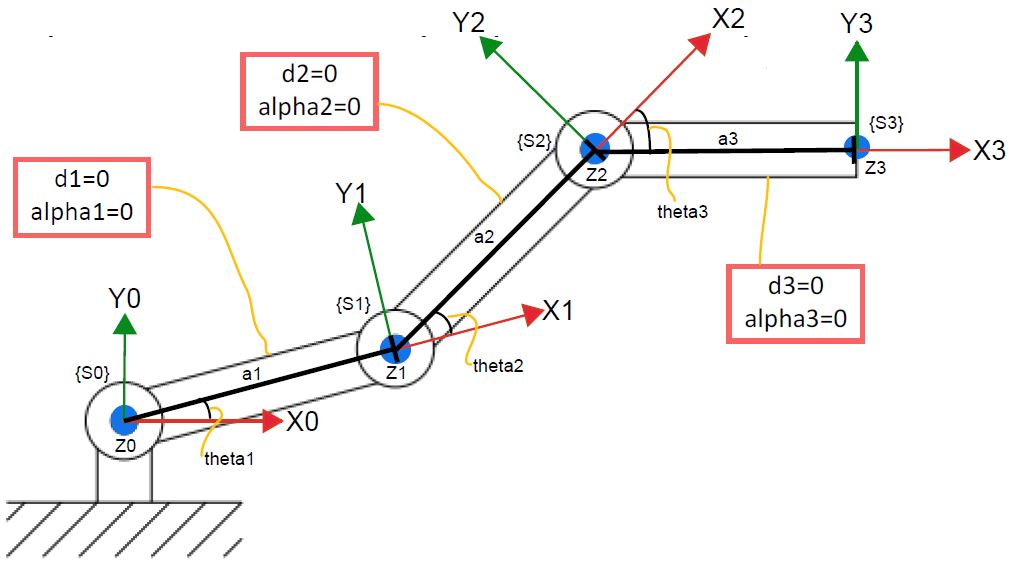 Y2
X2
Y3
d2=0
alpha2=0
{S2}
a3
{S3}
X3
Z2
Z3
d1=0
alpha1=0
Y1
theta3
a2
d3=0
alpha3=0
Y0
{S1}
X1
Z1
theta2
{S0}
a1
X0
Z0
theta1